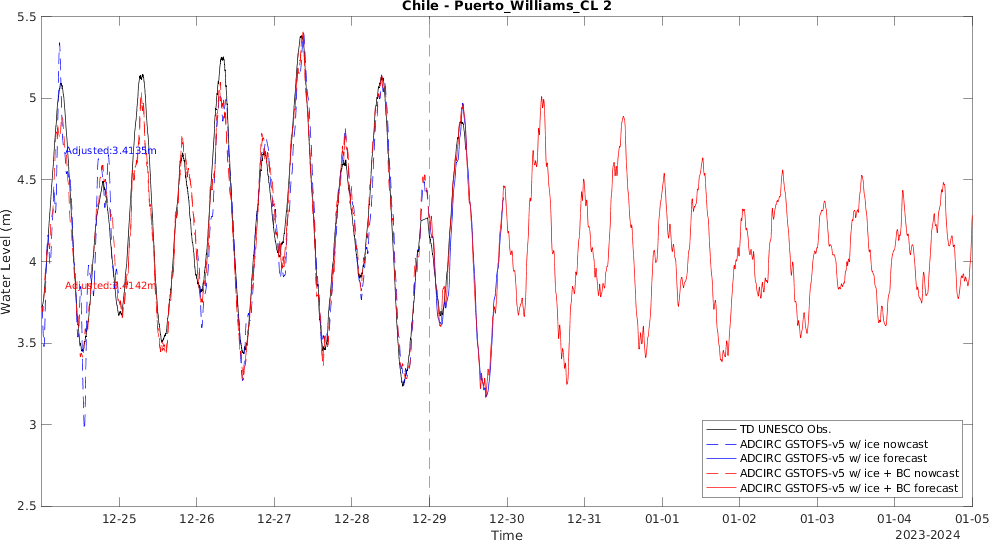 Chile - Puerto_Williams_CL 2
5.5
5
4.5
4
3.5
3
2.5
Water Level (m)
Adjusted:3.4135m
Adjusted:3.4142m
TD UNESCO Obs.
ADCIRC GSTOFS-v5 w/ ice nowcast
ADCIRC GSTOFS-v5 w/ ice forecast
ADCIRC GSTOFS-v5 w/ ice + BC nowcast
ADCIRC GSTOFS-v5 w/ ice + BC forecast
12-25 12-26 12-27 12-28 12-29 12-30 12-31 01-01 01-02 01-03 01-04 01-05
Time
2023-2024